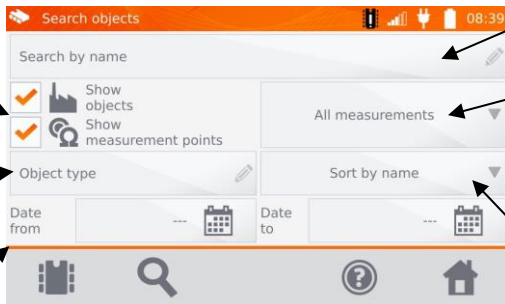 Search objects 08:39
Search by name
Show
objects
Show
measurement points
All measurements
Object type
Sort by name
Date
from
---
Date
to
---
?